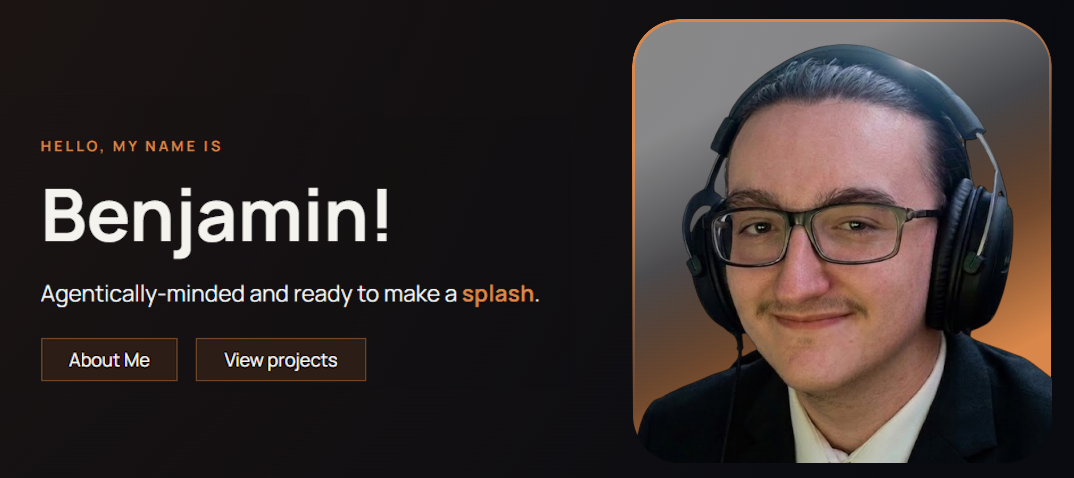 HELLO, MY NAME IS
Benjamin!
Agentically-minded and ready to make a splash.
About Me
View projects